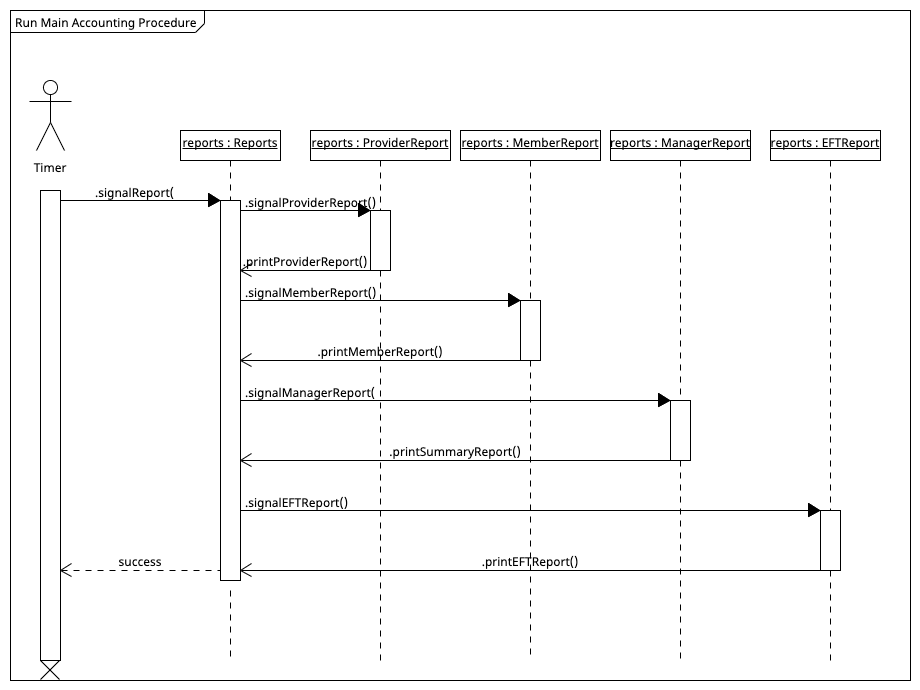 Run Main Accounting Procedure
Timer
reports : Reports
reports : ProviderReport
reports : MemberReport
reports : ManagerReport
reports : EFTReport
.signalReport(
.signalProviderReport()
.printProviderReport()
.signalMemberReport()
.printMemberReport()
.signalManagerReport(
.printSummaryReport()
.signalEFTReport()
success
.printEFTReport()